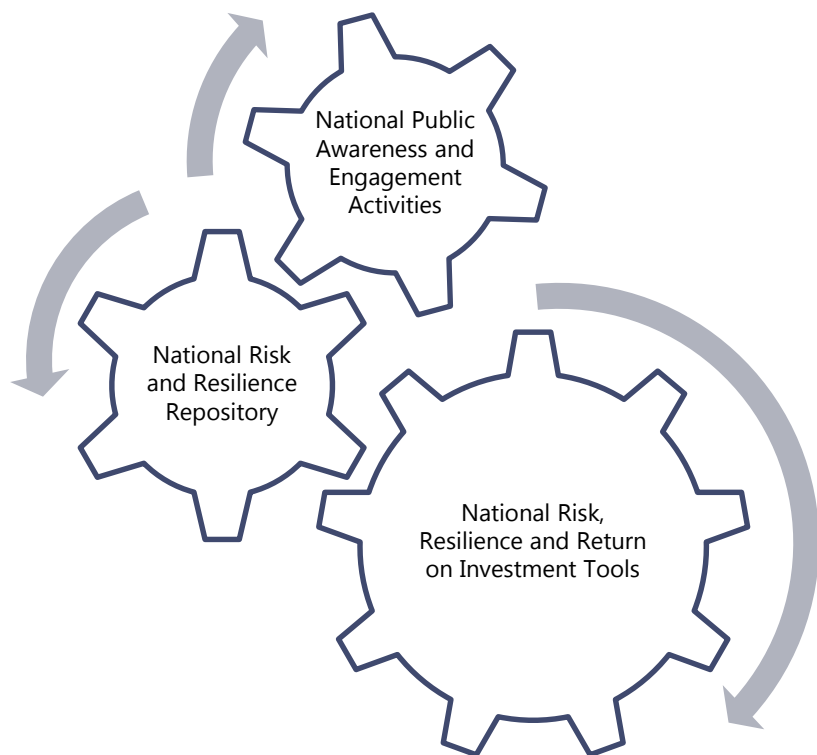 National Public
Awareness and
Engagement
Activities
National Risk
and Resilience
Repository
National Risk,
Resilience and Return
on Investment Tools